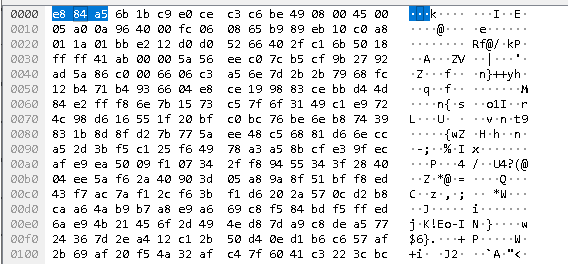 0000 e8 84 a5 6b 1b c9 e0 ce c3 c6 be 49 08 00 45 00 ···k···· ···I··E·
0010 05 a0 0a 96 40 00 fc 06 ····@···
0020 01 1a 01 bb e2 12 d0 d5 52 66 40 2f c1 6b 50 18 ········ Rf@/·kP·
0030 ff ff 41 ab 00 00 5a 56 ee c0 7c b5 cf 9b 27 92 ··A···ZV ··|···'·
0040 ad 5a 86 c0 00 66 06 c3 a5 6e 7d 2b 2b 79 68 fc ·Z···f·· ·n}++yh·
0050 12 b4 71 b4 93 66 04 e8 ce 19 98 83 ce bb d4 4d ··q··f·· ·······M
0060 84 e2 ff f8 6e 7b 15 73 c5 7f 6f 31 49 c1 e9 72 ····n{·s ··o1I··r
0070 4c 98 d6 16 55 1f 20 bf c0 bc 76 be 6e b8 74 39 L···U· · ··v·n·t9
0080 83 1b 8d 8f d2 7b 77 5a ee 48 c5 68 81 d6 6e cc ·····{wZ ·H·h··n·
0090 a5 2d 3b f5 c1 25 f6 49 78 a3 a5 8b cf e3 9f ec ·-;··%·I x·······
00a0 af e9 ea 50 09 f1 07 34 2f f8 94 55 34 3f 28 40 ···P···4 /··U4?(@
00b0 04 ee 5a f6 2a 40 90 3d 05 a8 9a 8f 51 bf f8 ed ··Z·*@·= ····Q···
00c0 43 f7 ac 7a f1 2c f6 3b f1 d6 20 2a 57 0c d2 b8 C··z·,·; ·· *W···
00d0 ca a6 4a b9 b7 a8 e9 a6 69 c8 f5 84 bd f5 ff ed ··J····· i·······
00e0 6a e9 4b 21 45 6f 2d 49 4e d8 7d a9 c8 de a5 77 j·K!Eo-I N·}····w
00f0 24 36 7d 2e a4 12 c1 2b 50 d4 0e d1 b6 c6 57 af $6}.···+ P·····W·
0100 2b 69 af 20 f5 4a 32 af c4 7f 60 41 c3 22 3c bc +i· ·J2· ··`A·"<·